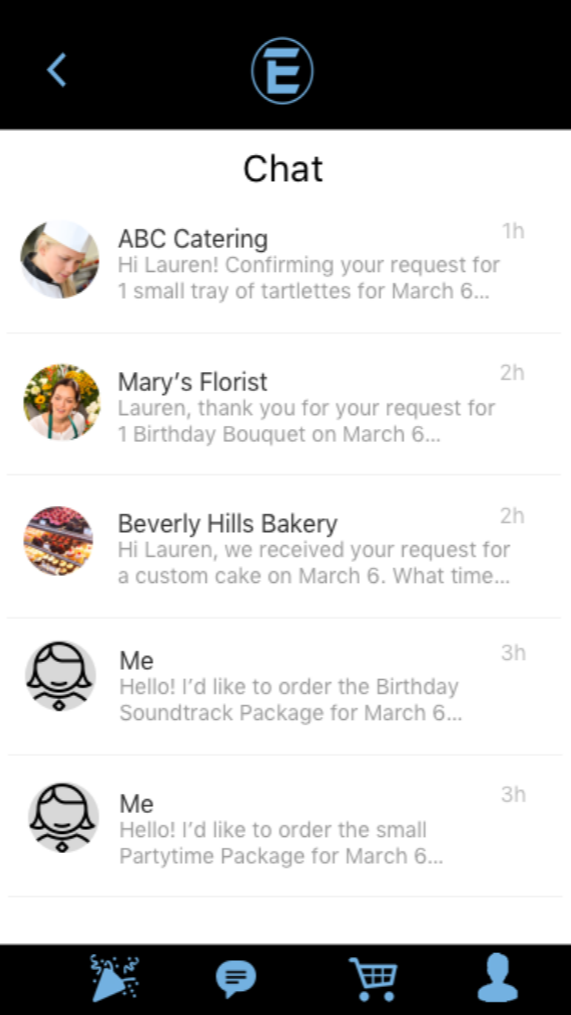 E
Chat
ABC Catering
1h
Hi Lauren! Confirming your request for
1 small tray of tartlettes for March 6...
Mary’s Florist
2h
Lauren, thank you for your request for
1 Birthday Bouquet on March 6...
Beverly Hills Bakery
2h
Hi Lauren, we received your request for
a custom cake on March 6. What time...
Me
3h
Hello! I’d like to order the Birthday
Soundtrack Package for March 6...
Me
3h
Hello! I’d like to order the small
Partytime Package for March 6...